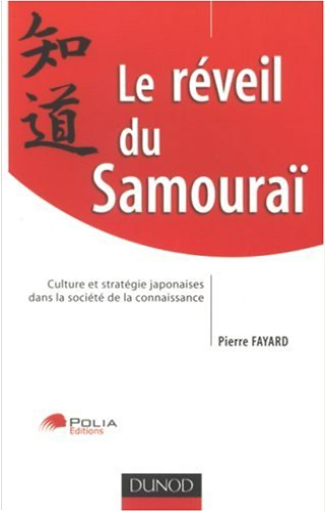 知道
Le réveil
du
Samouraï
Culture et stratégie japonaises
dans la société de la connaissance
Pierre FAYARD
POLIA
Editions
DUNOD